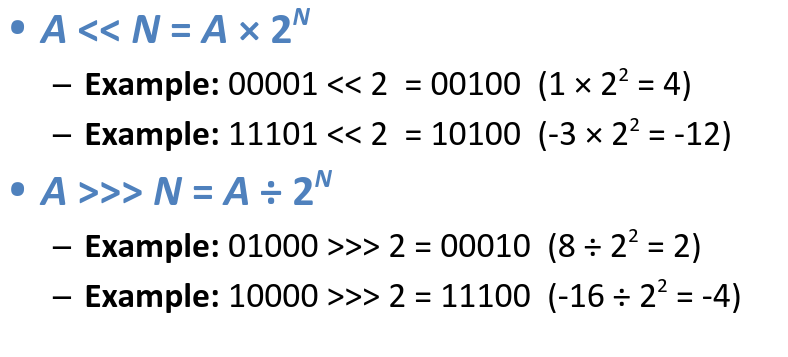 • A << N = A × 2ᴺ
– Example: 00001 << 2 = 00100 (1 × 2² = 4)
– Example: 11101 << 2 = 10100 (-3 × 2² = -12)
• A >>> N = A ÷ 2ᴺ
– Example: 01000 >>> 2 = 00010 (8 ÷ 2² = 2)
– Example: 10000 >>> 2 = 11100 (-16 ÷ 2² = -4)